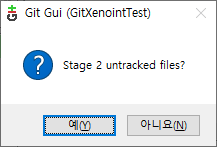 Git Gui (GitXenointTest)
Stage 2 untracked files?
예(Y)
아니요(N)